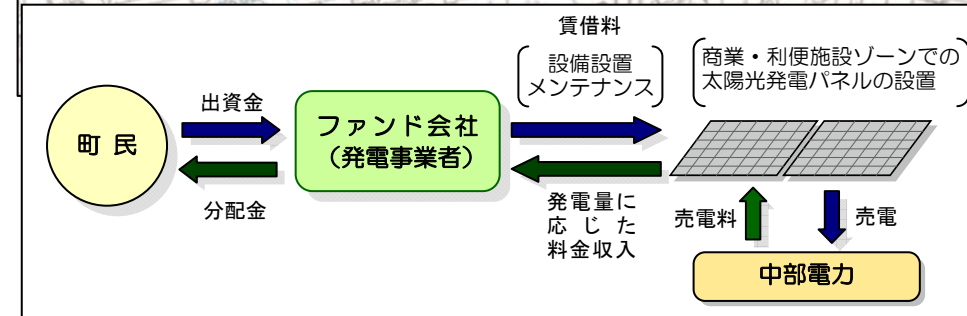 賃借料
設備設置
メンテナンス
商業・利便施設ゾーンでの
太陽光発電パネルの設置
町 民
出資金
分配金
ファンド会社
（発電事業者）
発電量に
応 じ た
料金収入
売電料
売電
中部電力